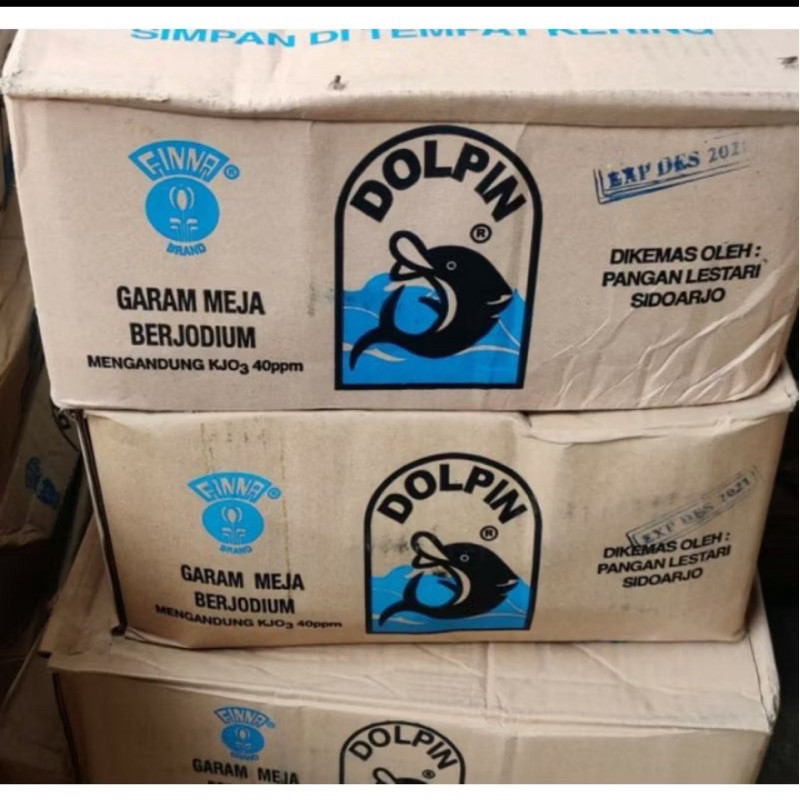 SIMPAN DI TEMPAT KERING
FINNA ®
BRAND
GARAM MEJA
BERJODIUM
MENGANDUNG KJO3 40ppm
DOLPIN
®
EXP DES 2021
DIKEMAS OLEH :
PANGAN LESTARI
SIDOARJO
FINNA ®
BRAND
GARAM MEJA
BERJODIUM
MENGANDUNG KJO3 40ppm
DOLPIN
®
EXP DES 2021
DIKEMAS OLEH :
PANGAN LESTARI
SIDOARJO
FINNA ®
BRAND
GARAM MEJA
DOLPIN
®